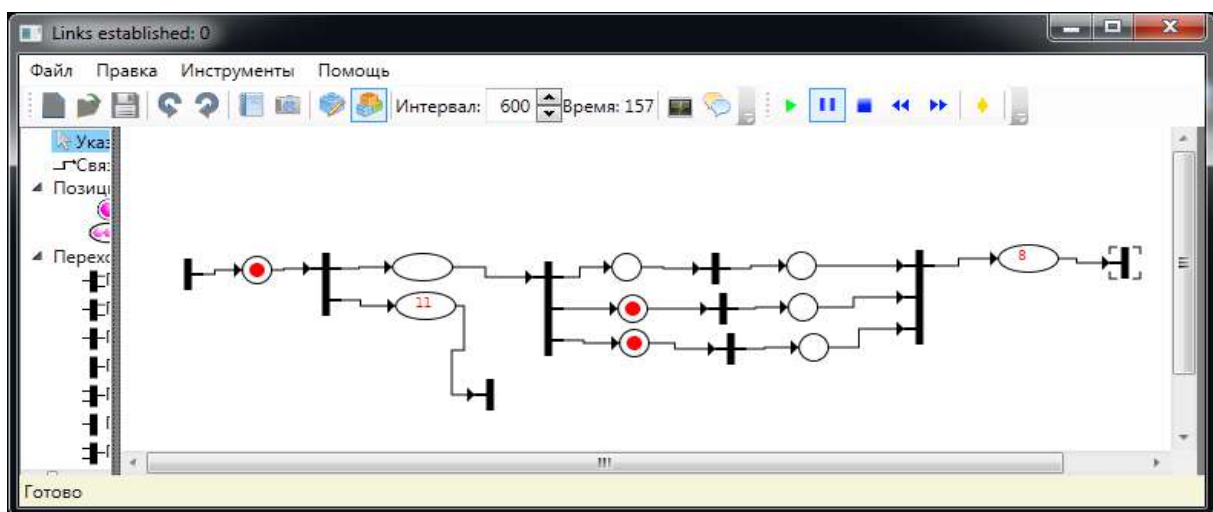 Links established: 0
Файл Правка Инструменты Помощь
Интервал: 600 Время: 157
Указ
Свя
Позици
Перехо
8
11
Готово